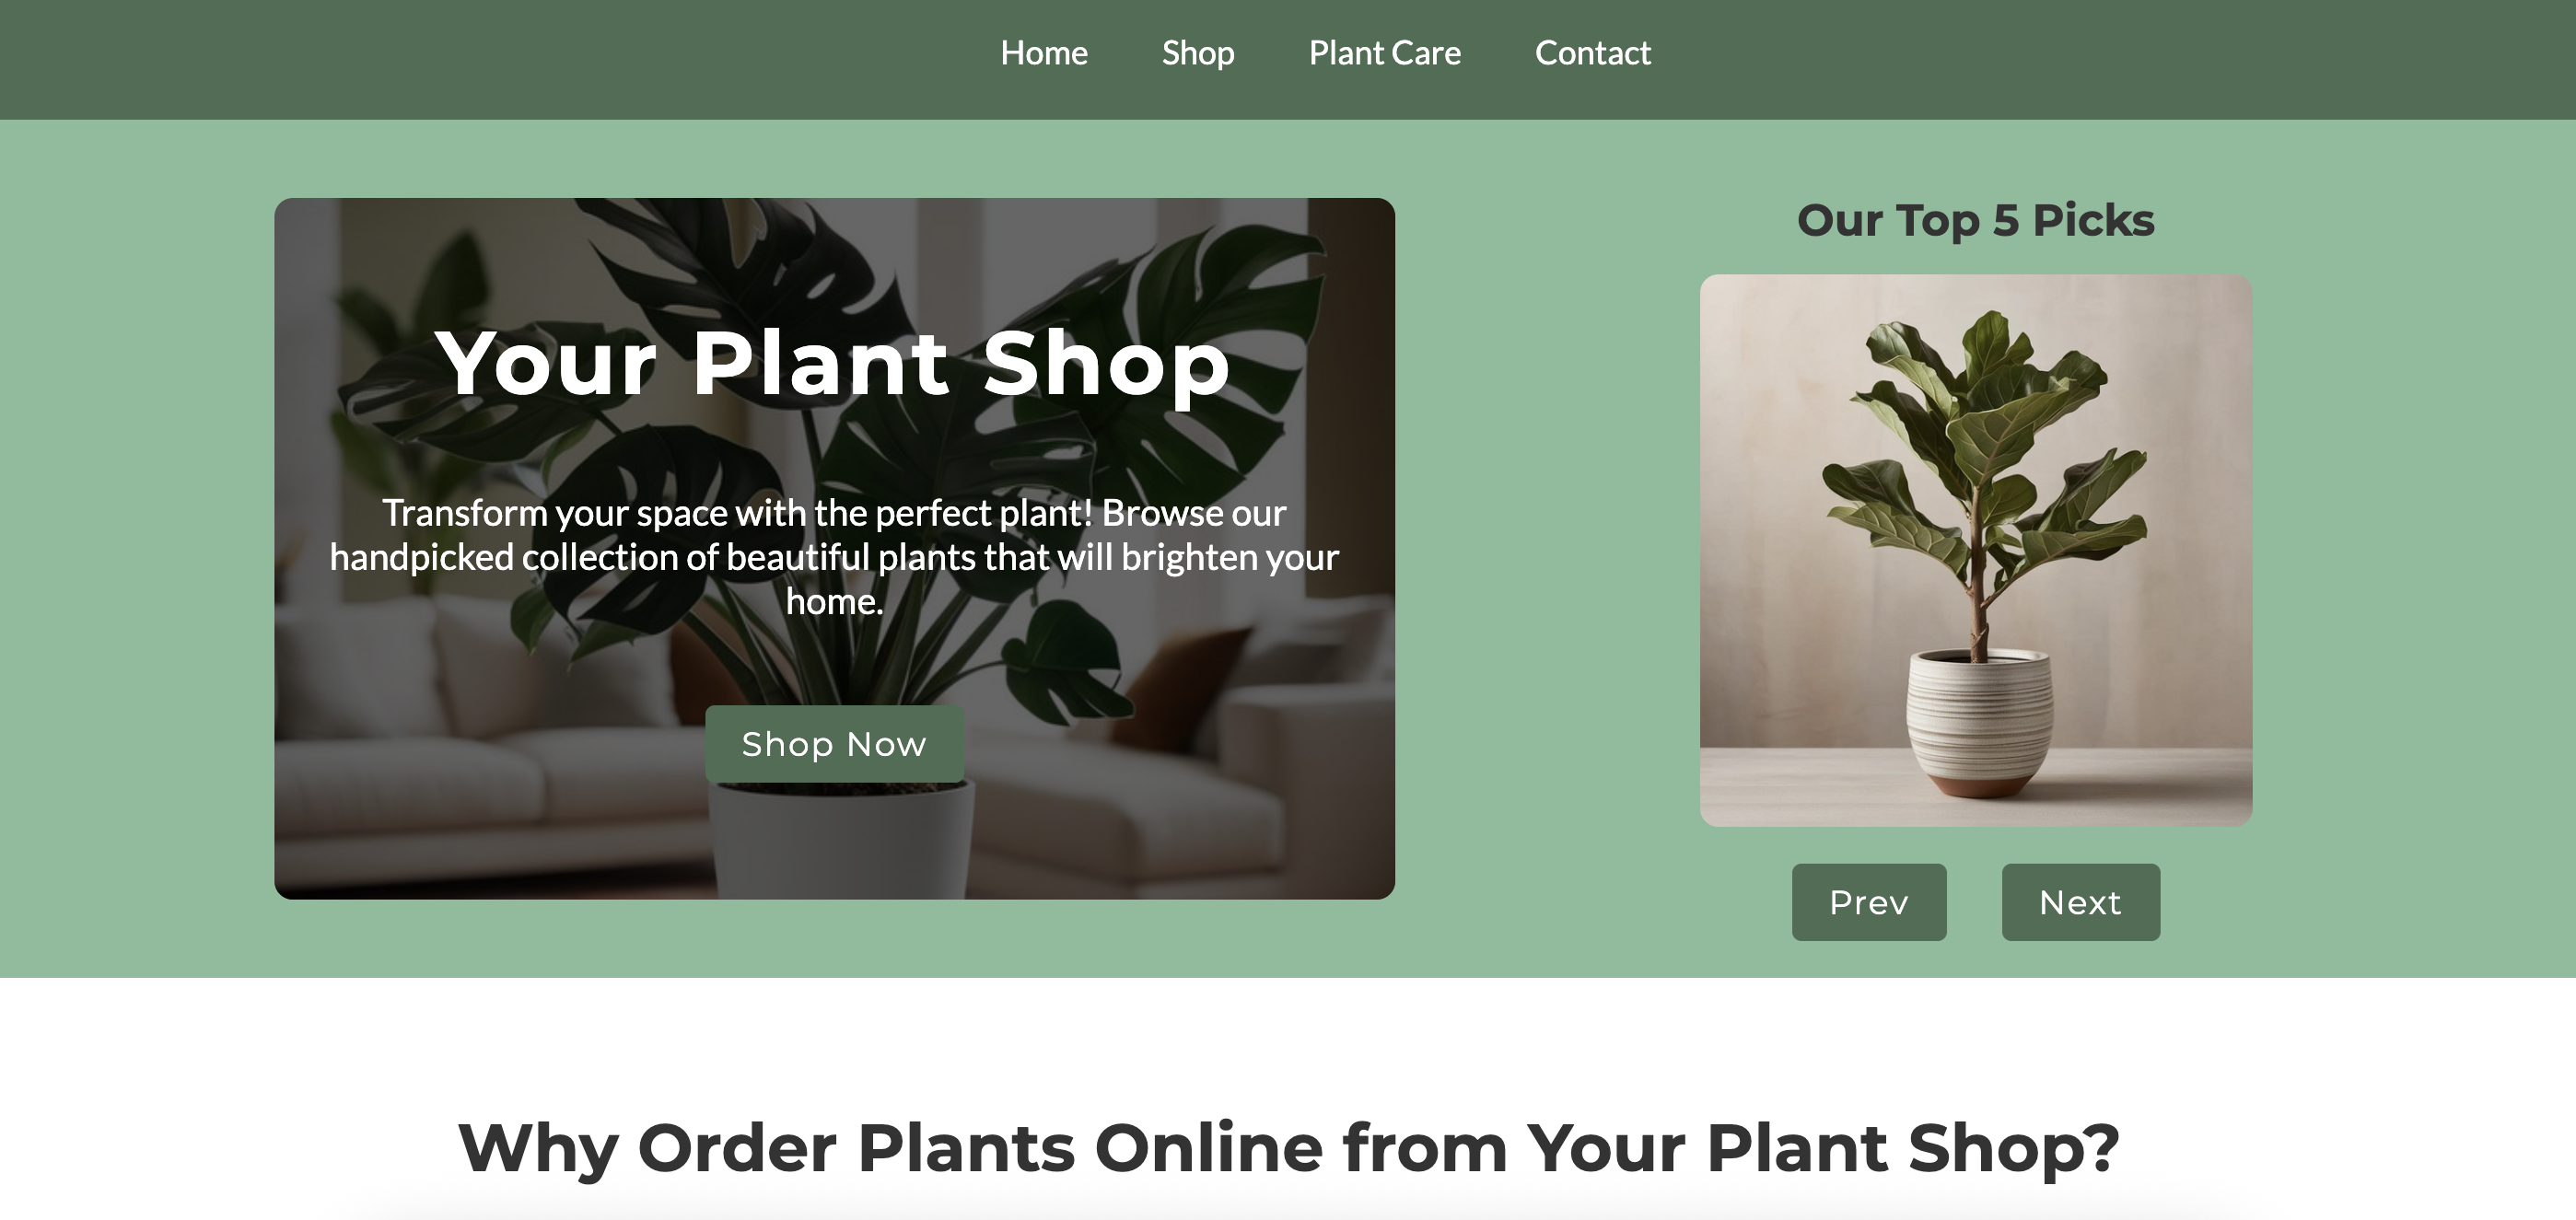 Home Shop Plant Care Contact
Your Plant Shop
Transform your space with the perfect plant! Browse our
handpicked collection of beautiful plants that will brighten your
home.
Shop Now
Our Top 5 Picks
Prev Next
Why Order Plants Online from Your Plant Shop?